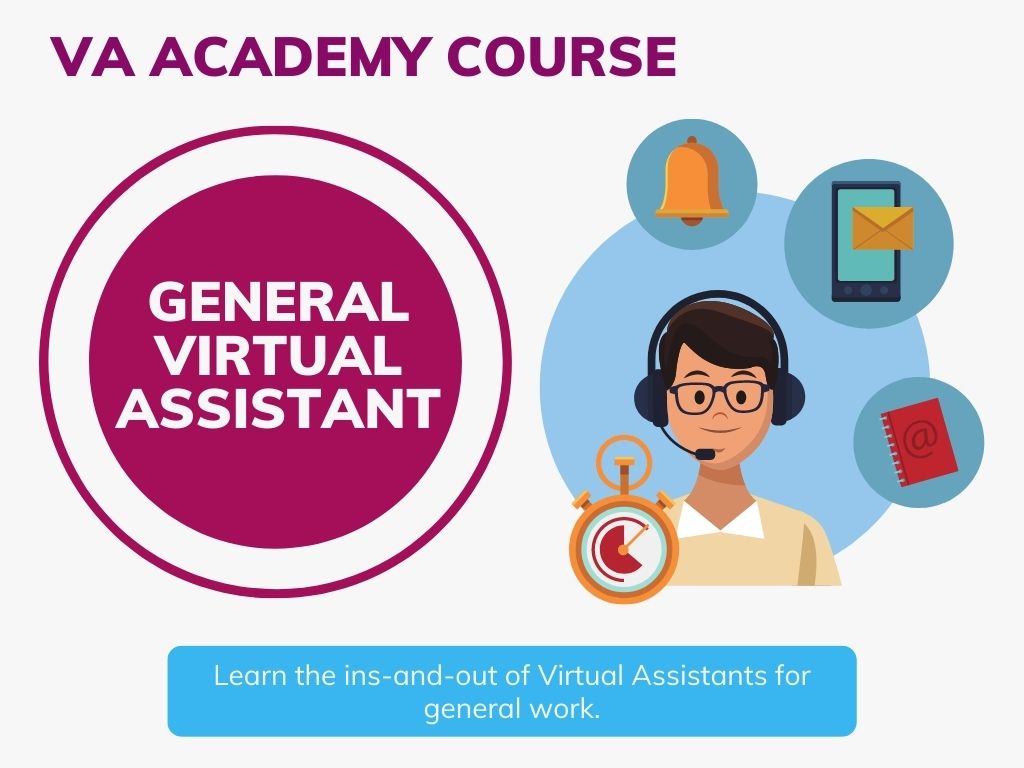 VA ACADEMY COURSE
GENERAL
VIRTUAL
ASSISTANT
@
Learn the ins-and-out of Virtual Assistants for
general work.